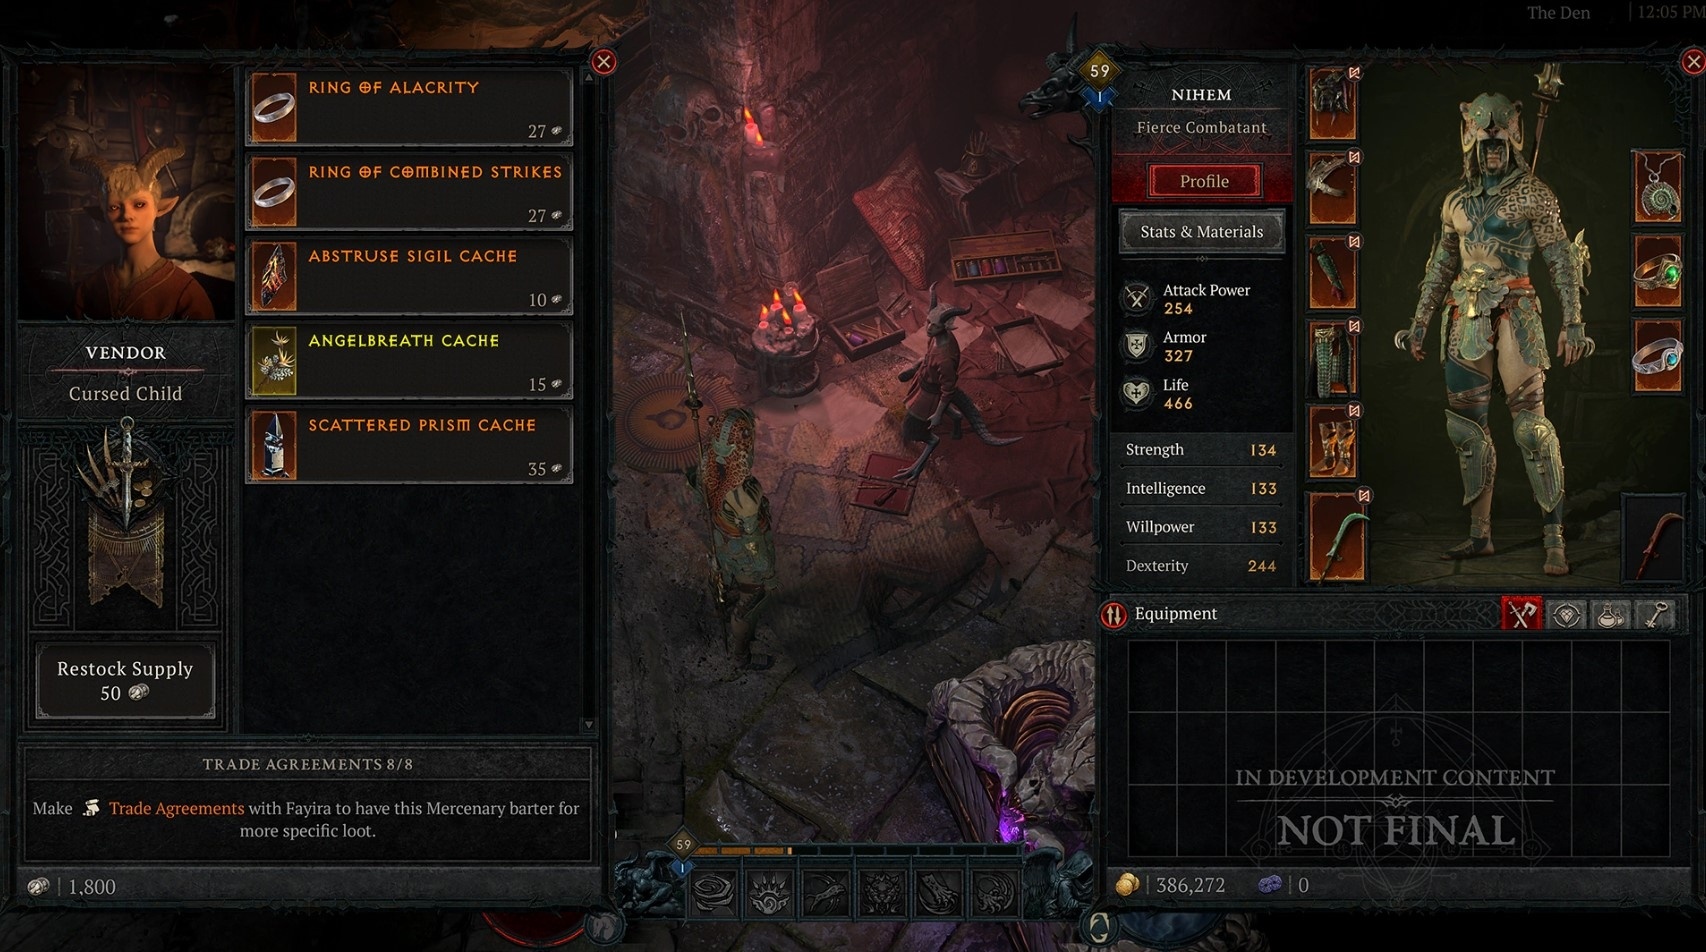 The Den | 12:05 PM
RING OF ALACRITY
27
RING OF COMBINED STRIKES
27
ABSTRUSE SIGIL CACHE
10
ANGELBREATH CACHE
15
SCATTERED PRISM CACHE
35
VENDOR
Cursed Child
Restock Supply
50
TRADE AGREEMENTS 8/8
Make Trade Agreements with Fayira to have this Mercenary barter for
more specific loot.
1,800
59
I
59
I
NIHEM
Fierce Combatant
Profile
Stats & Materials
Attack Power
254
Armor
327
Life
466
Strength 134
Intelligence 133
Willpower 133
Dexterity 244
Equipment
IN DEVELOPMENT CONTENT
NOT FINAL
386,272
0